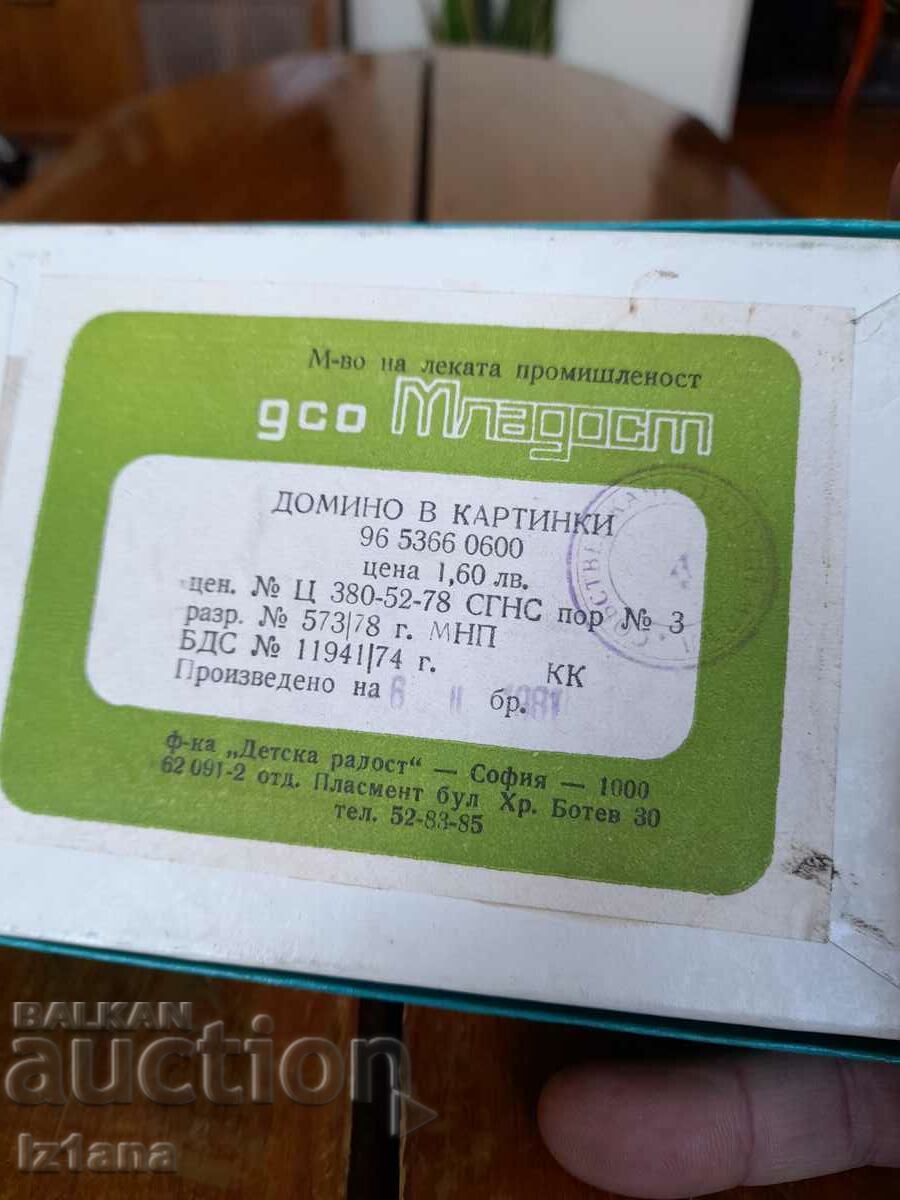 М-во на леката промишленост
дсо Младост
ДОМИНО В КАРТИНКИ
96 5366 0600
цена 1,60 лв.
цен. № Ц 380-52-78 СГНС пор № 3
разр. № 573|78 г. МНП
БДС № 11941|74 г. КК
Произведено на 6 II бр. 1981
ф-ка „Детска радост“ — София — 1000
62 091-2 отд. Пласмент бул Хр. Ботев 30
тел. 52-83-85
BALKAN
auction
Iz1ana